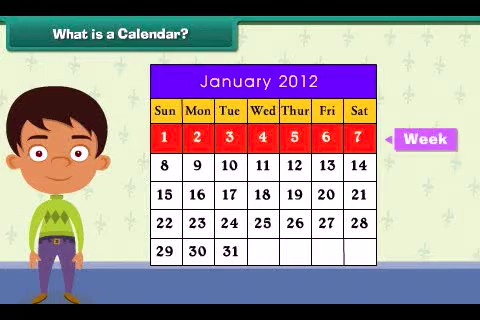 What is a Calendar?
January 2012
Sun Mon Tue Wed Thur Fri Sat
1 2 3 4 5 6 7
Week
8 9 10 11 12 13 14
15 16 17 18 19 20 21
22 23 24 25 26 27 28
29 30 31